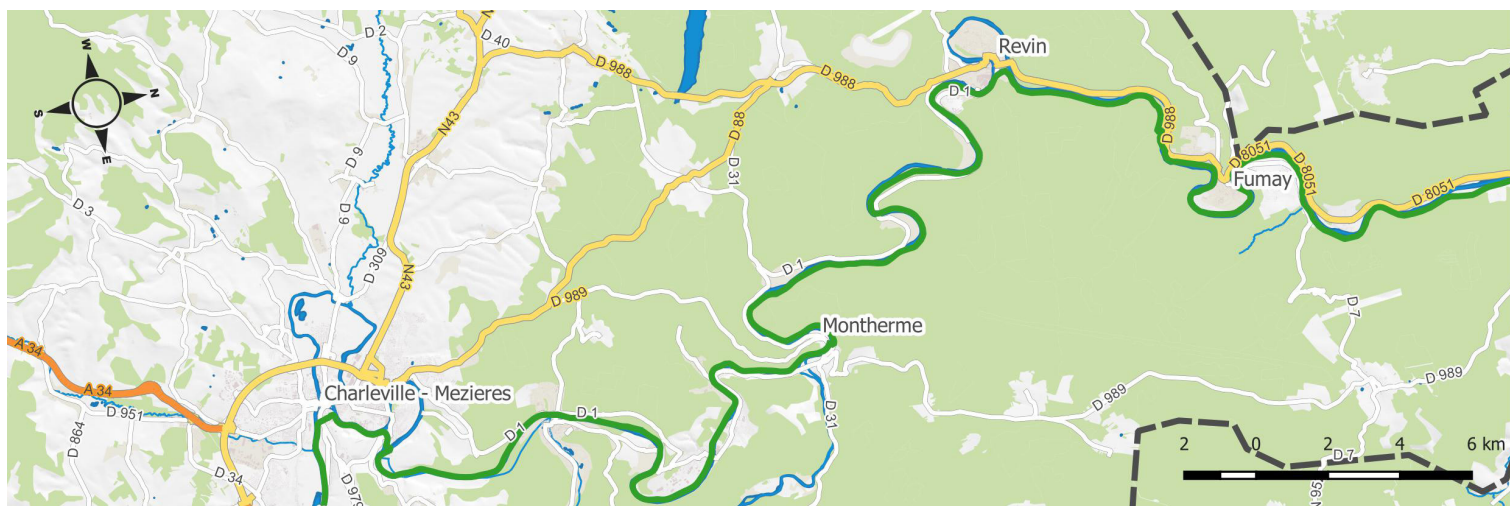 D 40
D 2
D 9
W
N
S
E
D 988
Revin
D 988
D 1
N43
D 88
D 988
D 9
D 31
D 8051
Fumay
D 8051
D 8051
D 3
D 9
D 309
N43
D 1
D 7
D 989
Montherme
A 34
A 34
Charleville - Mezieres
D 951
D 1
D 1
D 31
D 989
D 989
D 864
D 34
D 979
D 7
2 0 2 4 6 km